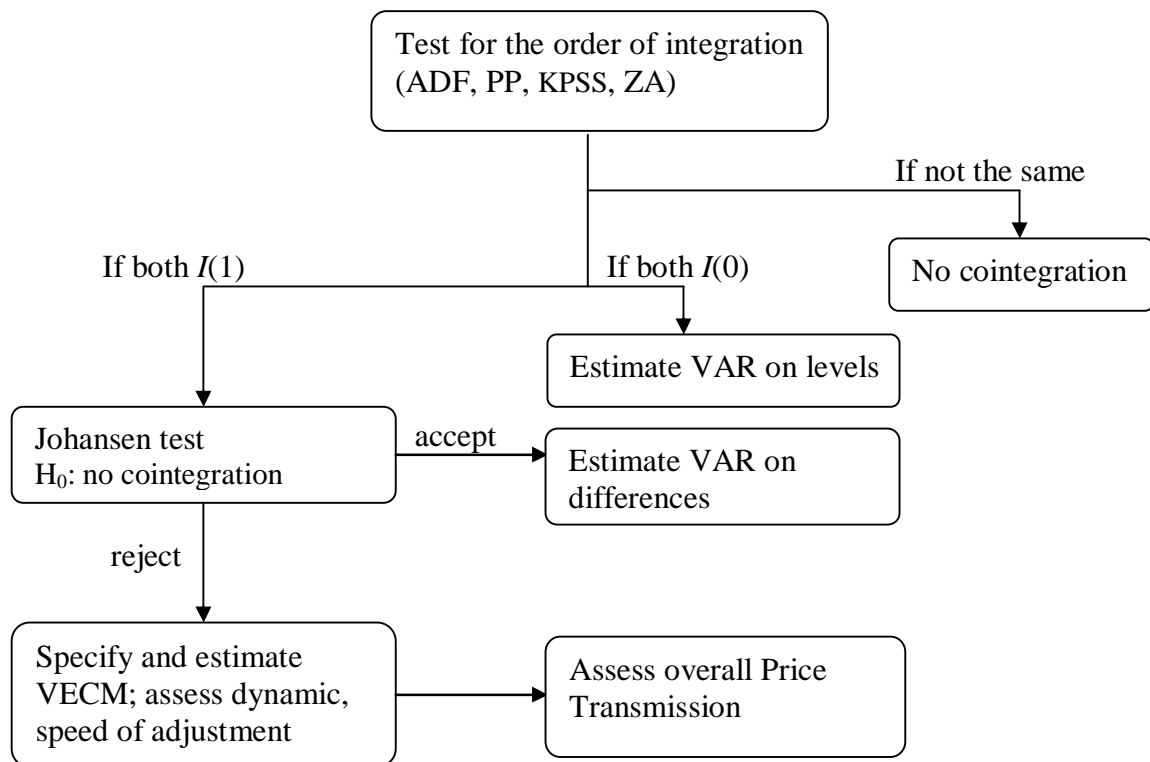 Test for the order of integration
(ADF, PP, KPSS, ZA)
If not the same
No cointegration
If both I(1)
If both I(0)
Estimate VAR on levels
Johansen test
H₀: no cointegration
accept
Estimate VAR on
differences
reject
Specify and estimate
VECM; assess dynamic,
speed of adjustment
Assess overall Price
Transmission